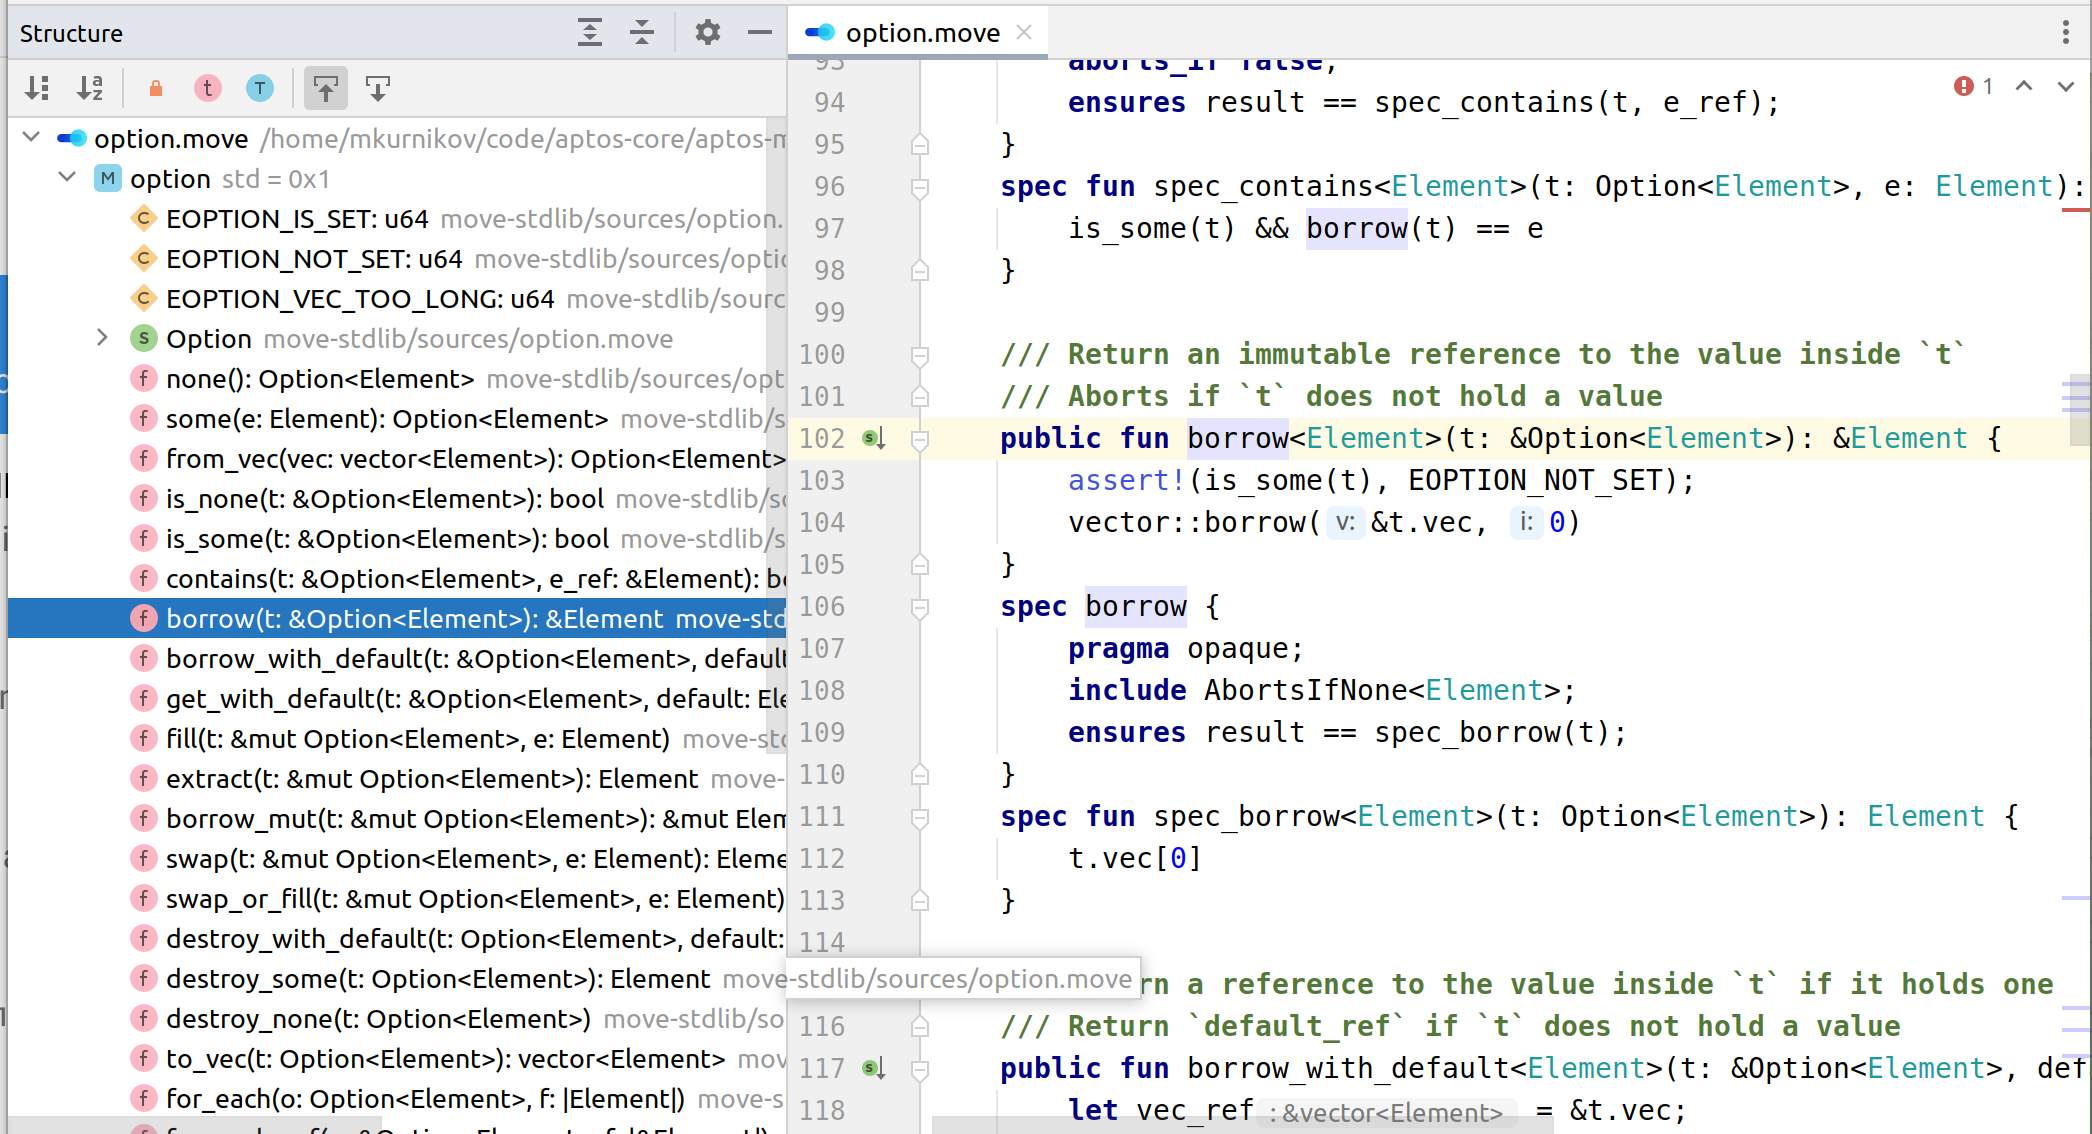 Structure
option.move /home/mkurnikov/code/aptos-core/aptos-m
M option std = 0x1
C EOPTION_IS_SET: u64 move-stdlib/sources/option.
C EOPTION_NOT_SET: u64 move-stdlib/sources/optio
C EOPTION_VEC_TOO_LONG: u64 move-stdlib/sourc
S Option move-stdlib/sources/option.move
f none(): Option<Element> move-stdlib/sources/opt
f some(e: Element): Option<Element> move-stdlib/s
f from_vec(vec: vector<Element>): Option<Element>
f is_none(t: &Option<Element>): bool move-stdlib/so
f is_some(t: &Option<Element>): bool move-stdlib/s
f contains(t: &Option<Element>, e_ref: &Element): bo
f borrow(t: &Option<Element>): &Element move-std
f borrow_with_default(t: &Option<Element>, default
f get_with_default(t: &Option<Element>, default: Ele
f fill(t: &mut Option<Element>, e: Element) move-std
f extract(t: &mut Option<Element>): Element move-
f borrow_mut(t: &mut Option<Element>): &mut Elem
f swap(t: &mut Option<Element>, e: Element): Eleme
f swap_or_fill(t: &mut Option<Element>, e: Element)
f destroy_with_default(t: Option<Element>, default:
f destroy_some(t: Option<Element>): Element move-stdlib/sources/option.move
f destroy_none(t: Option<Element>) move-stdlib/so
f to_vec(t: Option<Element>): vector<Element> mov
f for_each(o: Option<Element>, f: |Element|) move-s
option.move
1
93 aborts_if false;
94 ensures result == spec_contains(t, e_ref);
95 }
96 spec fun spec_contains<Element>(t: Option<Element>, e: Element):
97 is_some(t) && borrow(t) == e
98 }
99
100 /// Return an immutable reference to the value inside `t`
101 /// Aborts if `t` does not hold a value
102 public fun borrow<Element>(t: &Option<Element>): &Element {
103 assert!(is_some(t), EOPTION_NOT_SET);
104 vector::borrow( v: &t.vec, i: 0)
105 }
106 spec borrow {
107 pragma opaque;
108 include AbortsIfNone<Element>;
109 ensures result == spec_borrow(t);
110 }
111 spec fun spec_borrow<Element>(t: Option<Element>): Element {
112 t.vec[0]
113 }
114
rn a reference to the value inside `t` if it holds one
116 /// Return `default_ref` if `t` does not hold a value
117 public fun borrow_with_default<Element>(t: &Option<Element>, def
118 let vec_ref : &vector<Element> = &t.vec;